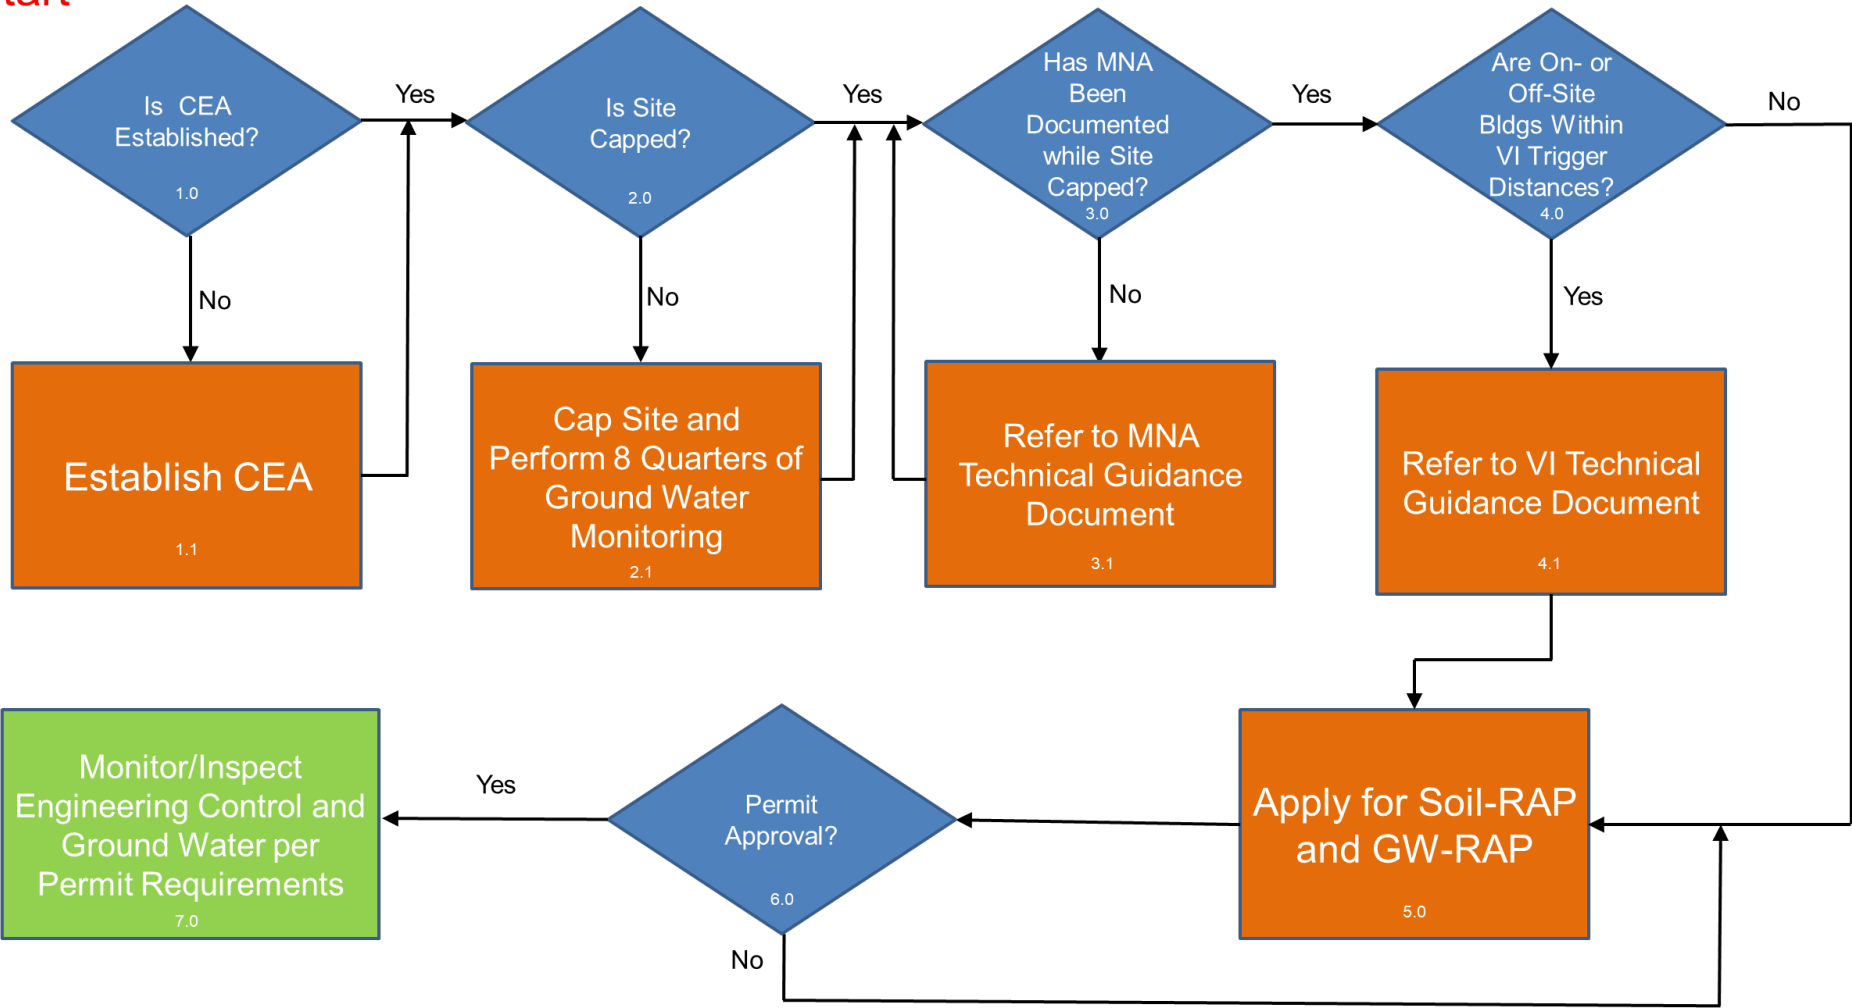 Is CEA
Established?
1.0
Yes
Is Site
Capped?
2.0
Yes
Has MNA
Been
Documented
while Site
Capped?
3.0
Yes
Are On- or
Off-Site
Bldgs Within
VI Trigger
Distances?
4.0
No
No
No
No
Yes
Establish CEA
1.1
Cap Site and
Perform 8 Quarters of
Ground Water
Monitoring
2.1
Refer to MNA
Technical Guidance
Document
3.1
Refer to VI Technical
Guidance Document
4.1
Monitor/Inspect
Engineering Control and
Ground Water per
Permit Requirements
7.0
Yes
Permit
Approval?
6.0
No
Apply for Soil-RAP
and GW-RAP
5.0